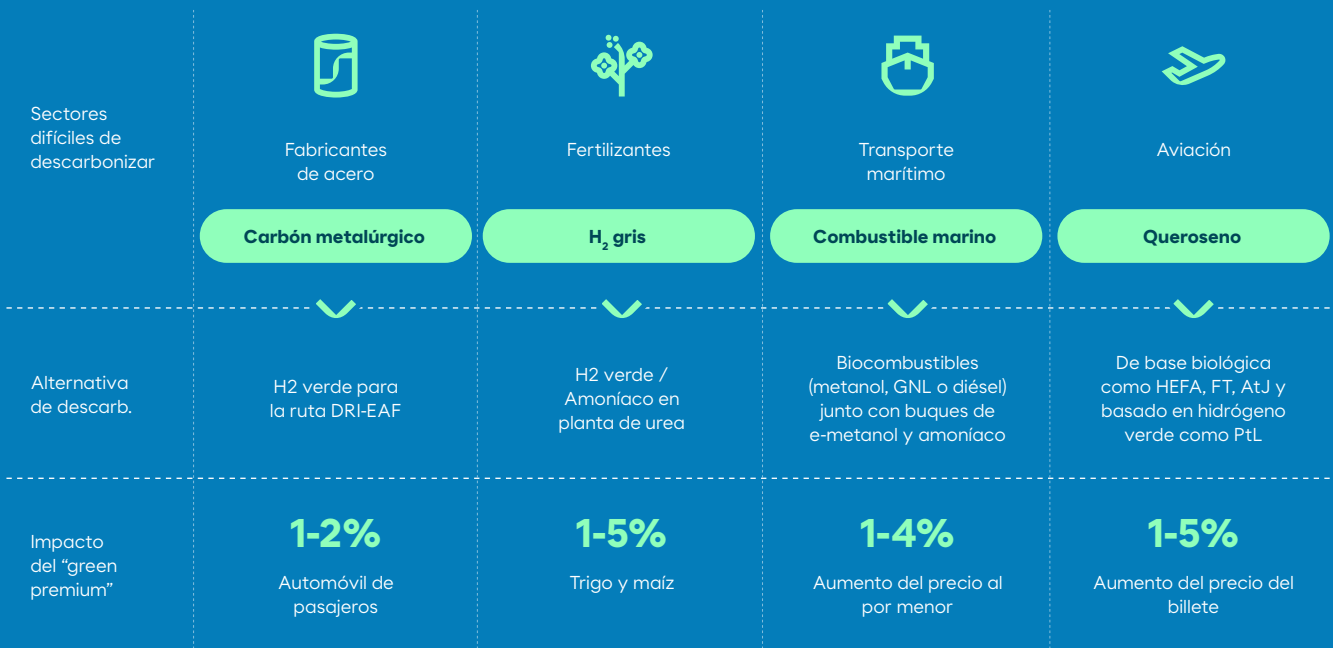 Sectores
difíciles de
descarbonizar
Fabricantes
de acero
Fertilizantes
Transporte
marítimo
Aviación
Carbón metalúrgico
H₂ gris
Combustible marino
Queroseno
Alternativa
de descarb.
H2 verde para
la ruta DRI-EAF
H2 verde /
Amoníaco en
planta de urea
Biocombustibles
(metanol, GNL o diésel)
junto con buques de
e-metanol y amoníaco
De base biológica
como HEFA, FT, AtJ y
basado en hidrógeno
verde como PtL
Impacto
del “green
premium”
1-2%
Automóvil de
pasajeros
1-5%
Trigo y maíz
1-4%
Aumento del precio al
por menor
1-5%
Aumento del precio del
billete